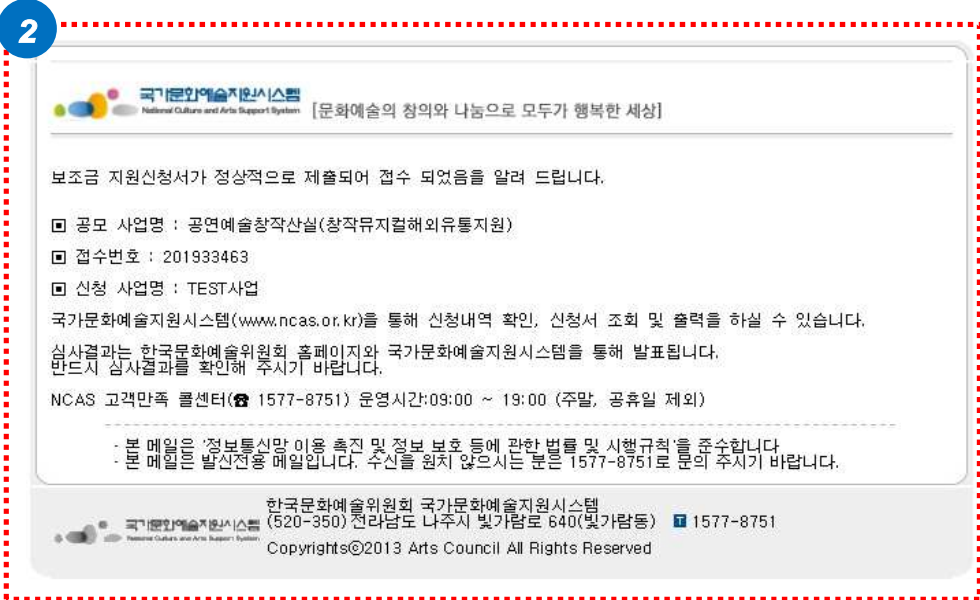 2
국가문화예술지원시스템
National Culture and Arts Support System
[문화예술의 창의와 나눔으로 모두가 행복한 세상]
보조금 지원신청서가 정상적으로 제출되어 접수 되었음을 알려 드립니다.
▣ 공모 사업명 : 공연예술창작산실(창작뮤지컬해외유통지원)
▣ 접수번호 : 201933463
▣ 신청 사업명 : TEST사업
국가문화예술지원시스템(www.ncas.or.kr)을 통해 신청내역 확인, 신청서 조회 및 출력을 하실 수 있습니다.
심사결과는 한국문화예술위원회 홈페이지와 국가문화예술지원시스템을 통해 발표됩니다.
반드시 심사결과를 확인해 주시기 바랍니다.
NCAS 고객만족 콜센터(☎ 1577-8751) 운영시간:09:00 ~ 19:00 (주말, 공휴일 제외)
- 본 메일은 '정보통신망 이용 촉진 및 정보 보호 등에 관한 법률 및 시행규칙'을 준수합니다
- 본 메일은 발신전용 메일입니다. 수신을 원치 않으시는 분은 1577-8751로 문의 주시기 바랍니다.
국가문화예술지원시스템
National Culture and Arts Support System
한국문화예술위원회 국가문화예술지원시스템
(520-350) 전라남도 나주시 빛가람로 640(빛가람동) T 1577-8751
Copyrightsⓒ2013 Arts Council All Rights Reserved